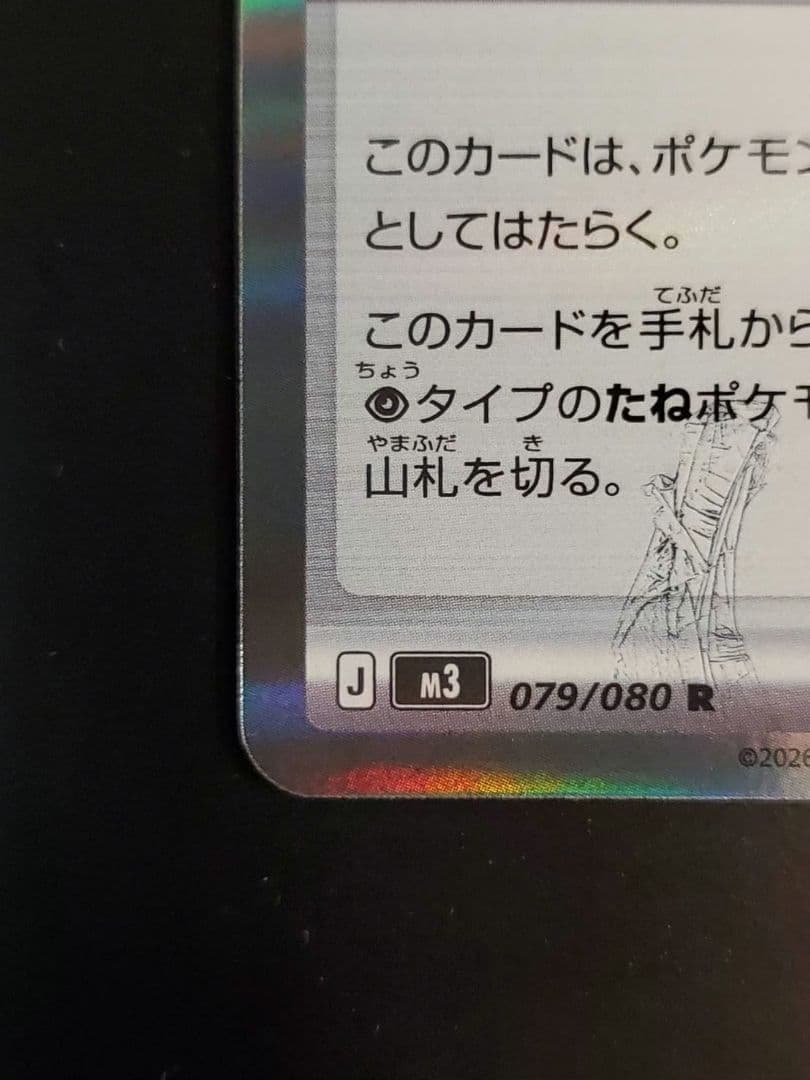 このカードは、ポケモン
としてはたらく。
てふだ
このカードを手札から
ちょう
タイプのたねポケモ
やまふだ き
山札を切る。
J M3 079/080 R
©2026